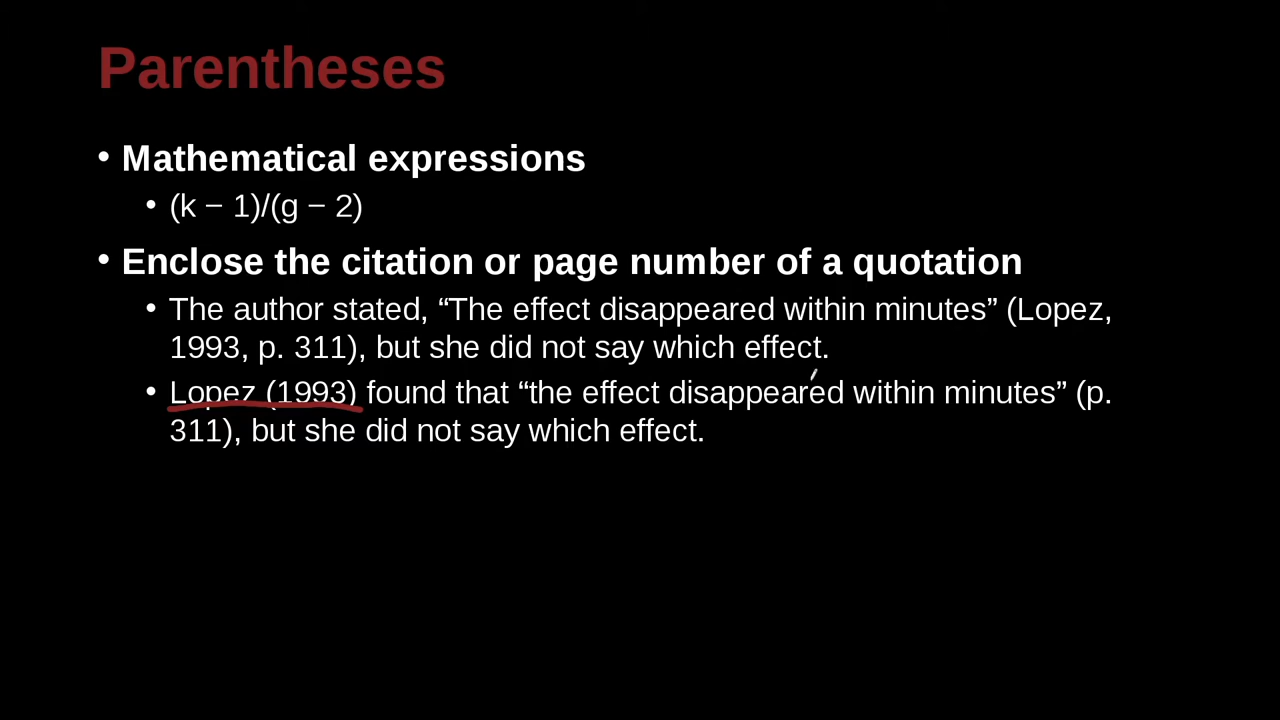 Parentheses
• Mathematical expressions
• (k − 1)/(g − 2)
• Enclose the citation or page number of a quotation
• The author stated, “The effect disappeared within minutes” (Lopez,
1993, p. 311), but she did not say which effect.
• Lopez (1993) found that “the effect disappeared within minutes” (p.
311), but she did not say which effect.